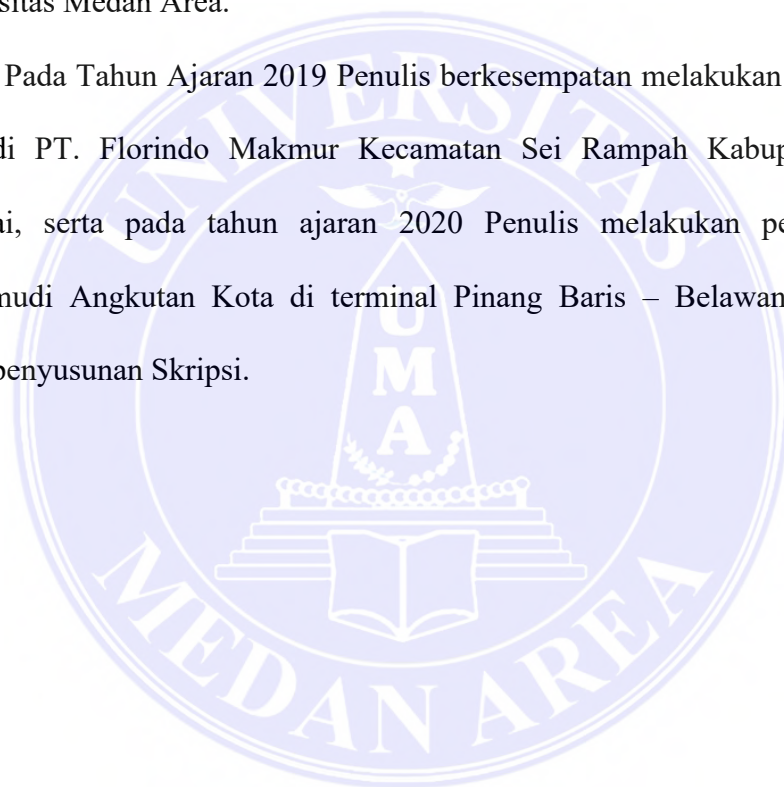 sitas Medan Area.
Pada Tahun Ajaran 2019 Penulis berkesempatan melakukan
di PT. Florindo Makmur Kecamatan Sei Rampah Kabup
ai, serta pada tahun ajaran 2020 Penulis melakukan pe
mudi Angkutan Kota di terminal Pinang Baris – Belawan
penyusunan Skripsi.
UNIVERSITAS
U
M
A
MEDAN AREA